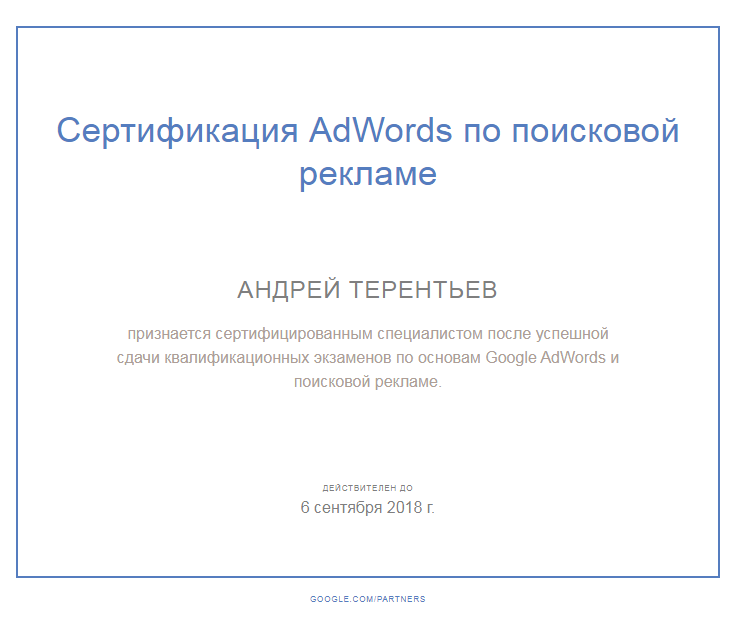 Сертификация AdWords по поисковой
рекламе
АНДРЕЙ ТЕРЕНТЬЕВ
признается сертифицированным специалистом после успешной
сдачи квалификационных экзаменов по основам Google AdWords и
поисковой рекламе.
ДЕЙСТВИТЕЛЕН ДО
6 сентября 2018 г.
GOOGLE.COM/PARTNERS